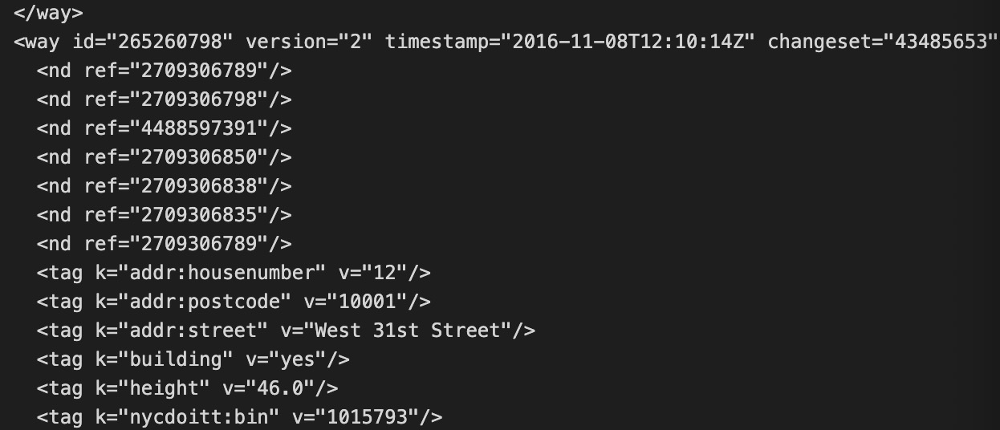 </way>
<way id="265260798" version="2" timestamp="2016-11-08T12:10:14Z" changeset="43485653"
<nd ref="2709306789"/>
<nd ref="2709306798"/>
<nd ref="4488597391"/>
<nd ref="2709306850"/>
<nd ref="2709306838"/>
<nd ref="2709306835"/>
<nd ref="2709306789"/>
<tag k="addr:housenumber" v="12"/>
<tag k="addr:postcode" v="10001"/>
<tag k="addr:street" v="West 31st Street"/>
<tag k="building" v="yes"/>
<tag k="height" v="46.0"/>
<tag k="nycdoitt:bin" v="1015793"/>